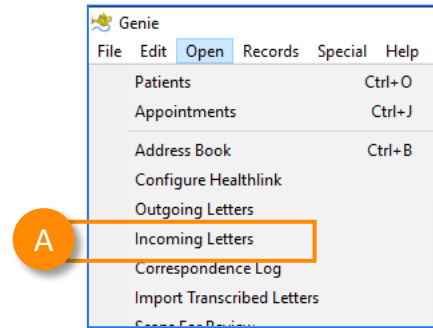 Genie
File Edit Open Records Special Help
Patients Ctrl+O
Appointments Ctrl+J
Address Book Ctrl+B
Configure Healthlink
Outgoing Letters
A Incoming Letters
Correspondence Log
Import Transcribed Letters